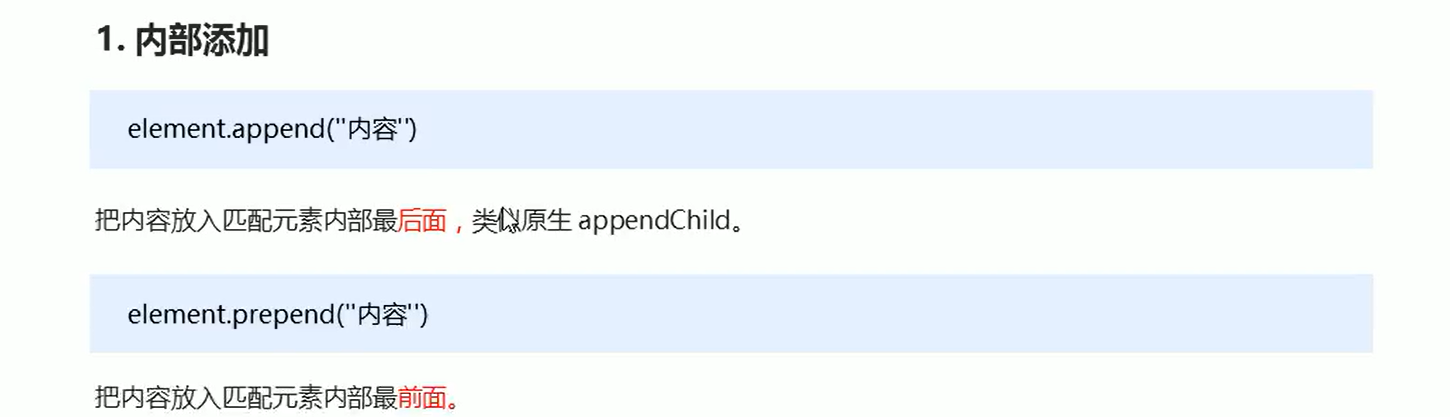 1. 内部添加
element.append(''内容'')
把内容放入匹配元素内部最后面，类似原生 appendChild。
element.prepend(''内容'')
把内容放入匹配元素内部最前面。